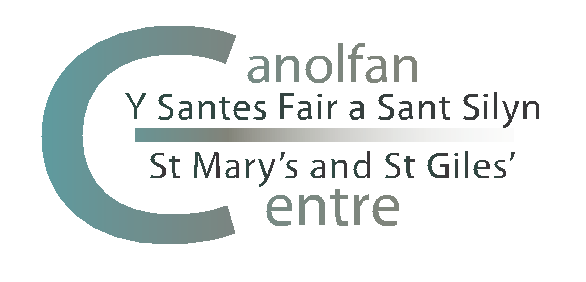 Canolfan
Y Santes Fair a Sant Silyn
St Mary's and St Giles'
Centre